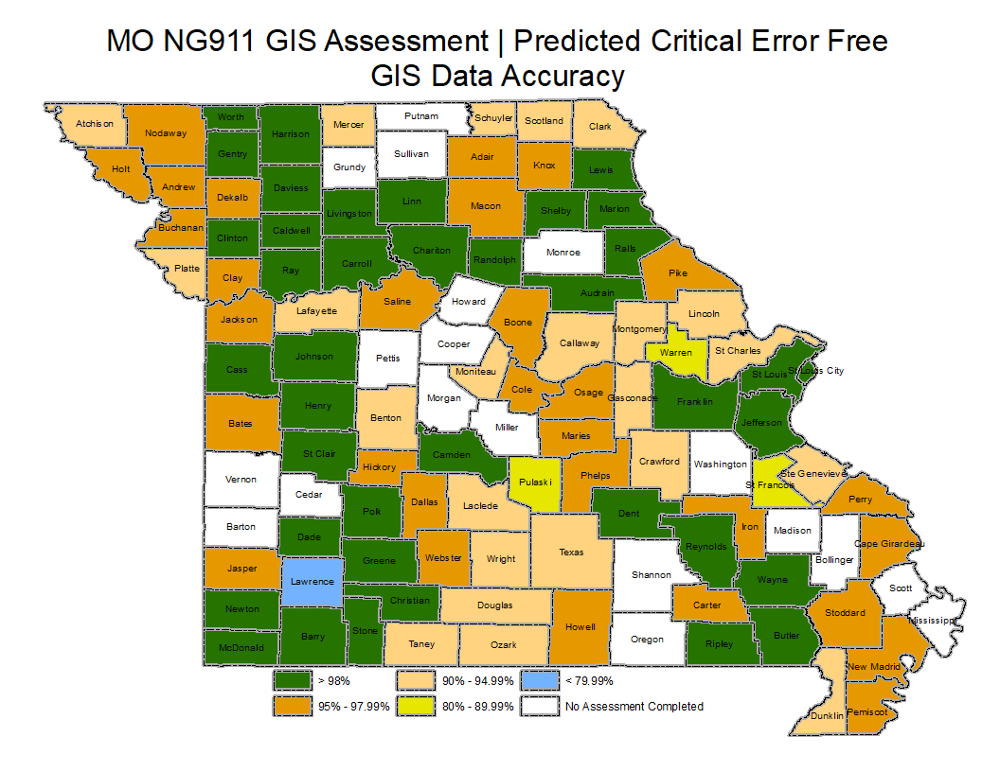 MO NG911 GIS Assessment | Predicted Critical Error Free
GIS Data Accuracy
Atchison
Nodaway
Worth
Harrison
Mercer
Putnam
Schuyler
Scotland
Clark
Gentry
Sullivan
Adair
Knox
Grundy
Holt
Andrew
Dekalb
Daviess
Lewis
Livingston
Linn
Macon
Shelby
Marion
Buchanan
Clinton
Caldwell
Chariton
Randolph
Monroe
Ralls
Platte
Clay
Ray
Carroll
Pike
Jackson
Lafayette
Saline
Howard
Audrain
Boone
Lincoln
Callaway
Montgomery
Warren
St Charles
Cass
Johnson
Pettis
Cooper
Moniteau
St Louis
St Louis City
Cole
Osage
Gasconade
Franklin
Jefferson
Bates
Henry
Benton
Morgan
Miller
Maries
St Clair
Hickory
Camden
Pulaski
Phelps
Crawford
Washington
Ste Genevieve
St Francois
Vernon
Cedar
Polk
Dallas
Laclede
Dent
Iron
Madison
Perry
Barton
Dade
Greene
Webster
Wright
Texas
Reynolds
Bollinger
Cape Girardeau
Jasper
Lawrence
Shannon
Wayne
Scott
Newton
Christian
Douglas
Carter
Stoddard
Mississippi
McDonald
Barry
Stone
Taney
Ozark
Howell
Oregon
Ripley
Butler
New Madrid
Dunklin
Pemiscot
> 98%
90% - 94.99%
< 79.99%
95% - 97.99%
80% - 89.99%
No Assessment Completed